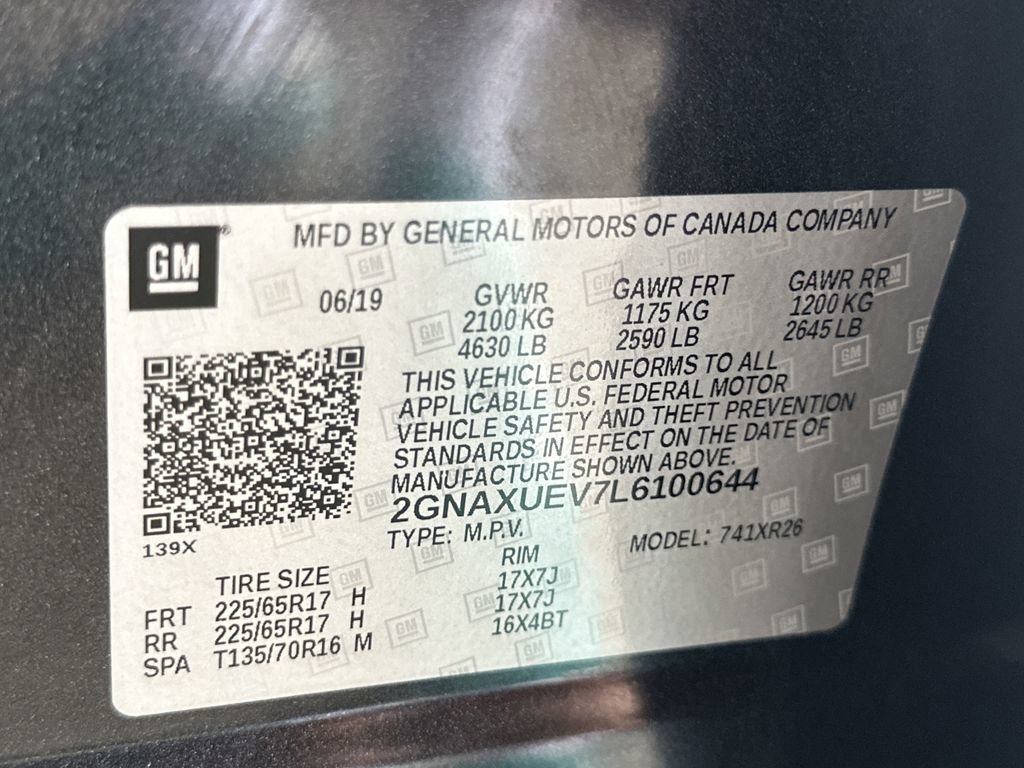 GM
MFD BY GENERAL MOTORS OF CANADA COMPANY
06/19 GVWR GAWR FRT GAWR RR
2100 KG 1175 KG 1200 KG
4630 LB 2590 LB 2645 LB
THIS VEHICLE CONFORMS TO ALL
APPLICABLE U.S. FEDERAL MOTOR
VEHICLE SAFETY AND THEFT PREVENTION
STANDARDS IN EFFECT ON THE DATE OF
MANUFACTURE SHOWN ABOVE.
2GNAXUEV7L6100644
TYPE: M.P.V. MODEL: 741XR26
139X
TIRE SIZE RIM
FRT 225/65R17 H 17X7J
RR 225/65R17 H 17X7J
SPA T135/70R16 M 16X4BT